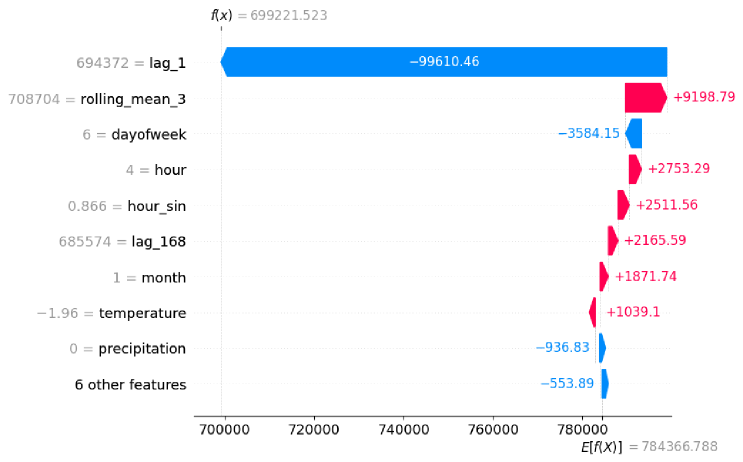 f(x) = 699221.523
694372 = lag_1 −99610.46
708704 = rolling_mean_3 +9198.79
6 = dayofweek −3584.15
4 = hour +2753.29
0.866 = hour_sin +2511.56
685574 = lag_168 +2165.59
1 = month +1871.74
−1.96 = temperature +1039.1
0 = precipitation −936.83
6 other features −553.89
700000 720000 740000 760000 780000
E[f(X)] = 784366.788